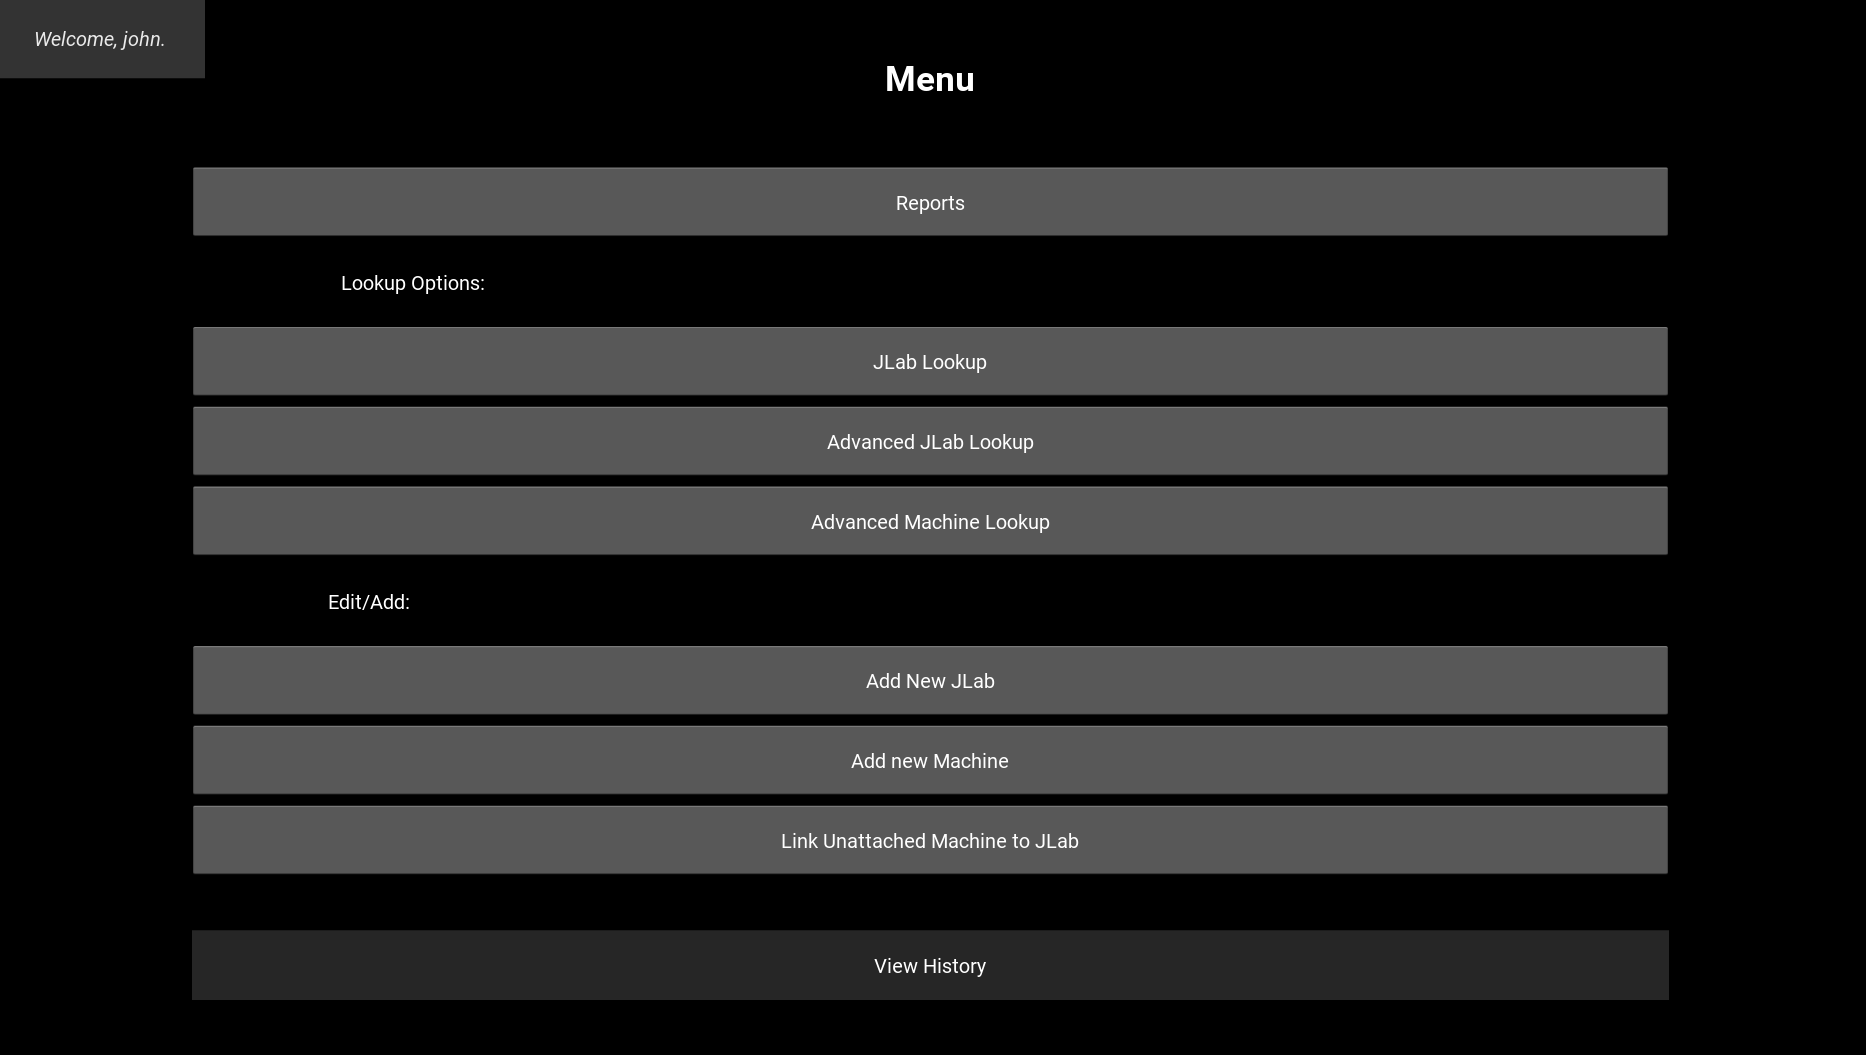 Welcome, john.
Menu
Reports
Lookup Options:
JLab Lookup
Advanced JLab Lookup
Advanced Machine Lookup
Edit/Add:
Add New JLab
Add new Machine
Link Unattached Machine to JLab
View History